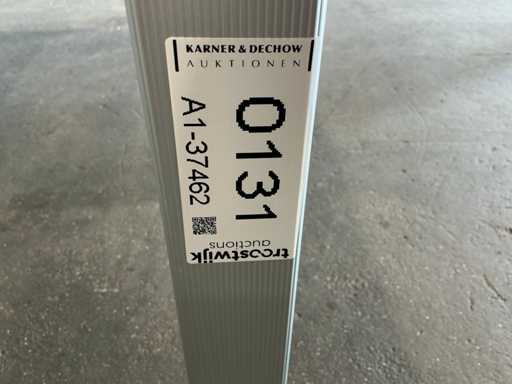 KARNER & DECHOW
AUKTIONEN
0131
A1-37462
troostwijk
auctions